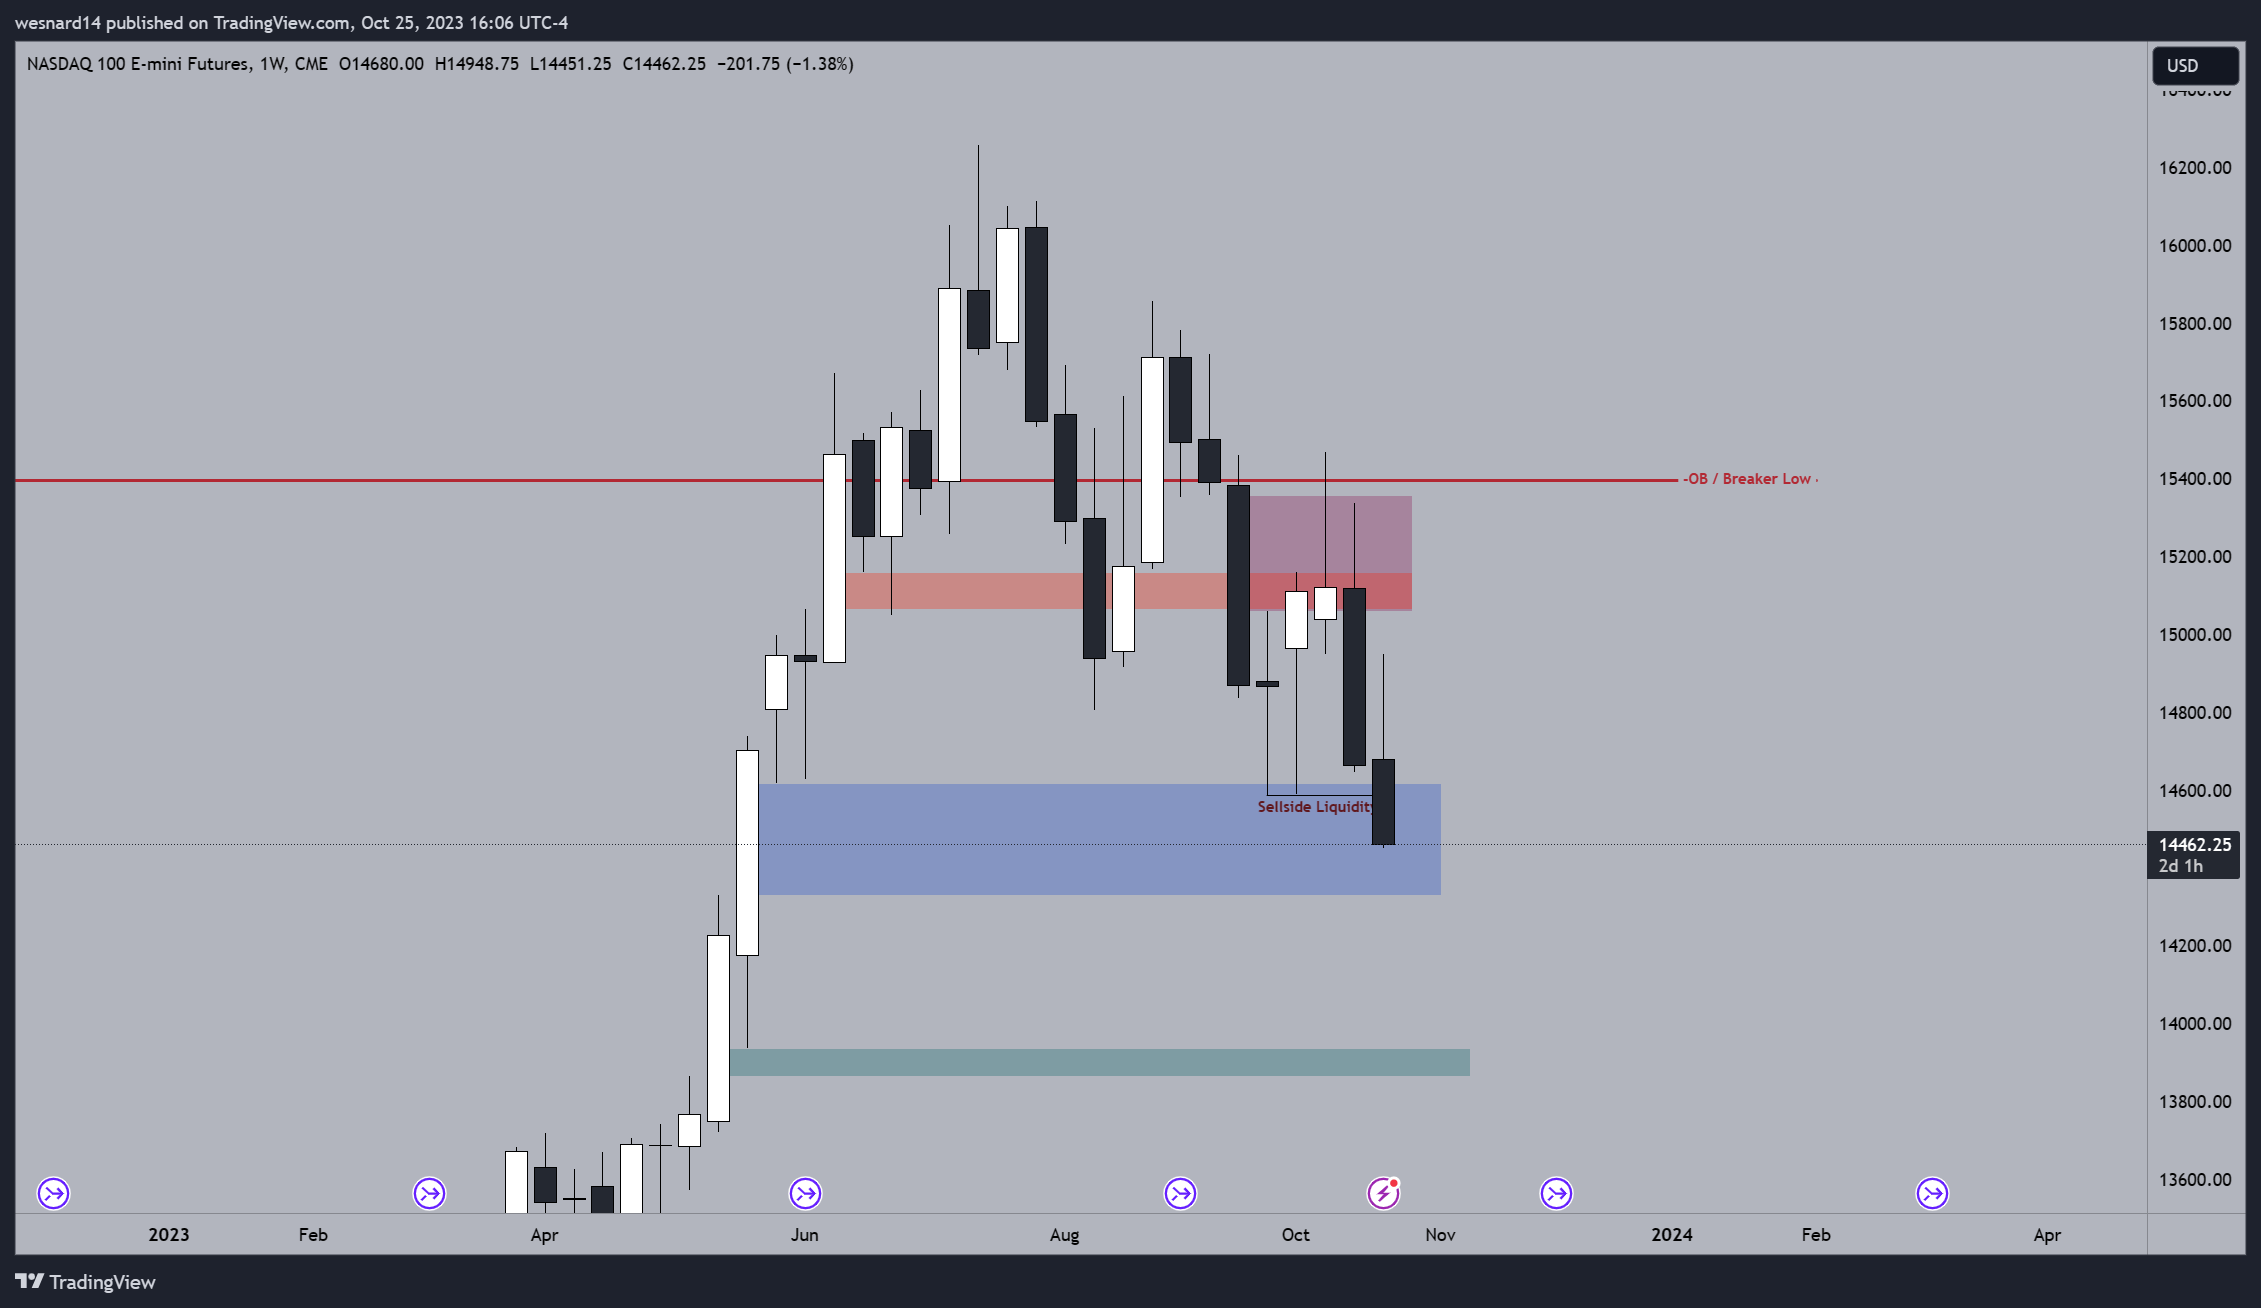 wesnard14 published on TradingView.com, Oct 25, 2023 16:06 UTC-4
NASDAQ 100 E-mini Futures, 1W, CME O14680.00 H14948.75 L14451.25 C14462.25 −201.75 (−1.38%)
USD
16200.00
16000.00
15800.00
15600.00
15400.00
-OB / Breaker Low
15200.00
15000.00
14800.00
14600.00
Sellside Liquidity
14462.25
2d 1h
14200.00
14000.00
13800.00
13600.00
2023 Feb Apr Jun Aug Oct Nov 2024 Feb Apr
TradingView